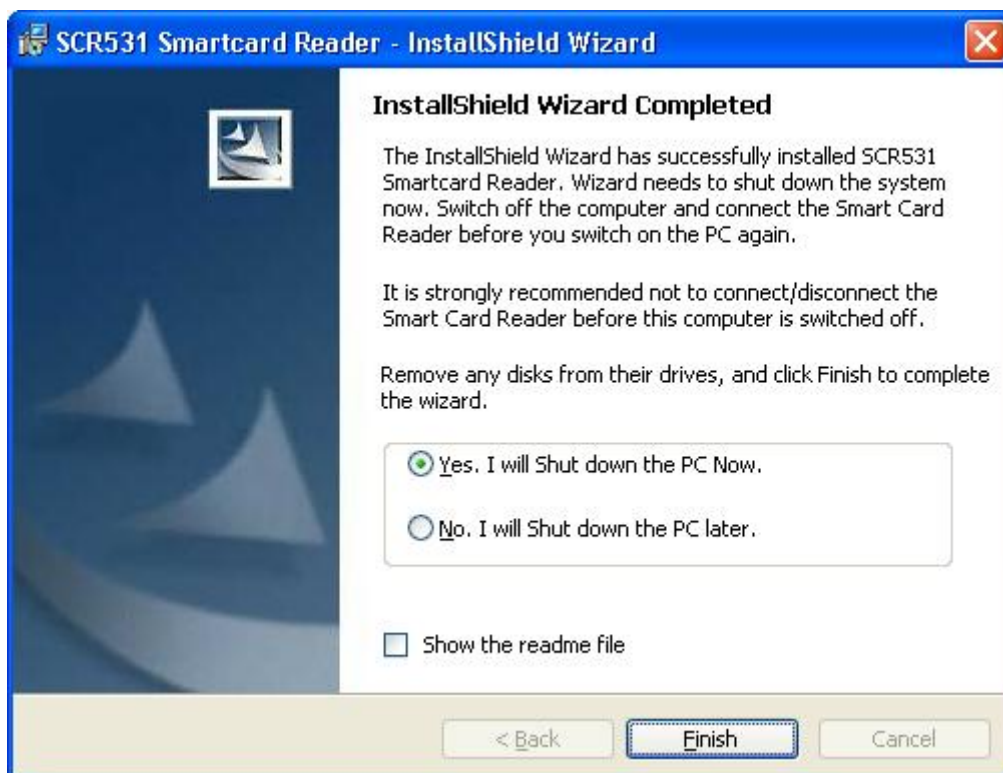 SCR531 Smartcard Reader - InstallShield Wizard
InstallShield Wizard Completed
The InstallShield Wizard has successfully installed SCR531
Smartcard Reader. Wizard needs to shut down the system
now. Switch off the computer and connect the Smart Card
Reader before you switch on the PC again.
It is strongly recommended not to connect/disconnect the
Smart Card Reader before this computer is switched off.
Remove any disks from their drives, and click Finish to complete
the wizard.
Yes. I will Shut down the PC Now.
No. I will Shut down the PC later.
Show the readme file
< Back Finish Cancel